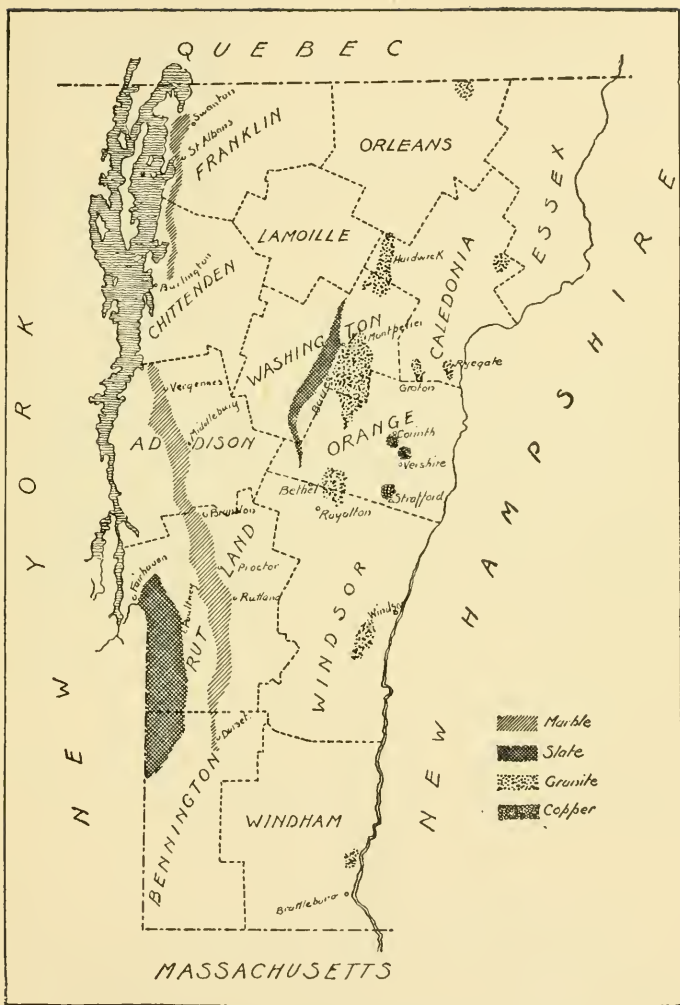 QUEBEC
Swanton
St Albans
FRANKLIN
ORLEANS
ESSEX
LAMOILLE
Hardwick
CALEDONIA
Burlington
CHITTENDEN
WASHINGTON
Montpelier
Vergennes
Groton
Ryegate
Middlebury
ADDISON
ORANGE
Corinth
Vershire
Bethel
Strafford
Royalton
Brandon
Fairhaven
Proctor
Poultney
Rutland
RUTLAND
WINDSOR
Windsor
NEW YORK
NEW HAMPSHIRE
Dorset
Marble
Slate
Granite
Copper
BENNINGTON
WINDHAM
Brattleboro
MASSACHUSETTS